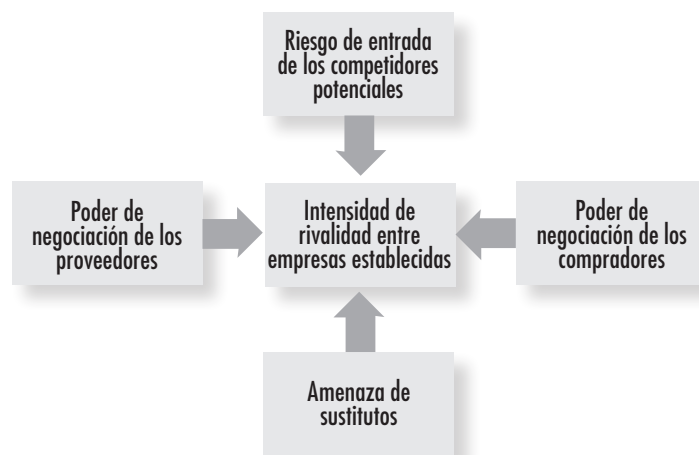 Riesgo de entrada
de los competidores
potenciales
Poder de
negociación de los
proveedores
Intensidad de
rivalidad entre
empresas establecidas
Poder de
negociación de los
compradores
Amenaza de
sustitutos